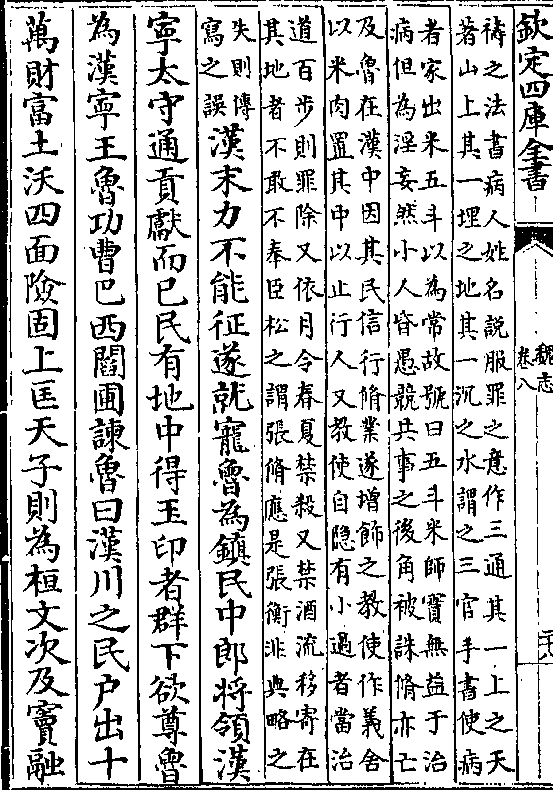 欽定四庫全書
魏志
卷八
禱之法書病人姓名說服罪之意作三通其一上之天
著山上其一埋之地其一沉之水謂之三官手書使病
者家出米五斗以為常故號曰五斗米師實無益于治
病但為淫妄然小人昏愚競共事之後角被誅脩亦亡
及魯在漢中因其民信行脩業遂增飾之教使作義舍
以米肉置其中以止行人又教使自隱有小過者當治
道百步則罪除又依月令春夏禁殺又禁酒流移寄在
其地者不敢不奉臣松之謂張脩應是張衡非典略之
失則傳
寫之誤
漢末力不能征遂就寵魯為鎮民中郎将領漢
寧太守通貢獻而已民有地中得玉印者群下欲尊魯
為漢寧王魯功曹巴西閻圃諫魯曰漢川之民户出十
萬財富土沃四面險固上匡天子則為桓文次及竇融